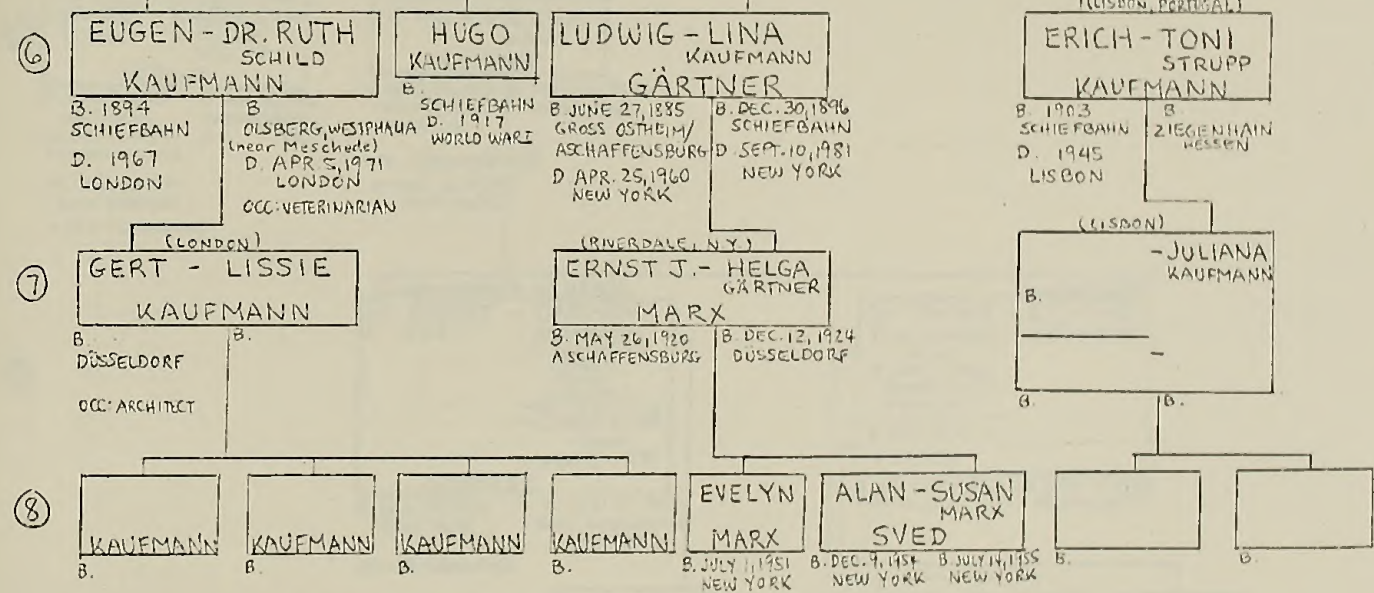 (LISBON, PORTUGAL)
⑥
EUGEN - DR. RUTH
SCHILD
KAUFMANN
B. 1894
SCHIEFBAHN
D. 1967
LONDON
B
OLSBERG, WESTPHALIA
(near Meschede)
D. APR 5, 1971
LONDON
OCC: VETERINARIAN
HUGO
KAUFMANN
B.
SCHIEFBAHN
D. 1917
WORLD WAR I
LUDWIG - LINA
KAUFMANN
GÄRTNER
B. JUNE 27, 1885
GROSS OSTHEIM/
ASCHAFFENSBURG
D APR. 25, 1960
NEW YORK
B. DEC. 30, 1896
SCHIEFBAHN
D SEPT. 10, 1981
NEW YORK
ERICH - TONI
STRUPP
KAUFMANN
B. 1903
SCHIEFBAHN
D. 1945
LISBON
B.
ZIEGENHAIN
HESSEN
⑦
(LONDON)
GERT - LISSIE
KAUFMANN
B.
DÜSSELDORF
OCC: ARCHITECT
B.
(RIVERDALE, N.Y.)
ERNST J. - HELGA
GÄRTNER
MARX
B. MAY 26, 1920
ASCHAFFENSBURG
B. DEC. 12, 1924
DÜSSELDORF
(LISBON)
- JULIANA
KAUFMANN
B.
-
B.
B.
⑧
KAUFMANN
B.
KAUFMANN
B.
KAUFMANN
B.
KAUFMANN
B.
EVELYN
MARX
B. JULY 1, 1951
NEW YORK
ALAN - SUSAN
MARX
SVED
B. DEC. 9, 1954
NEW YORK
B. JULY 14, 1955
NEW YORK
B.
B.